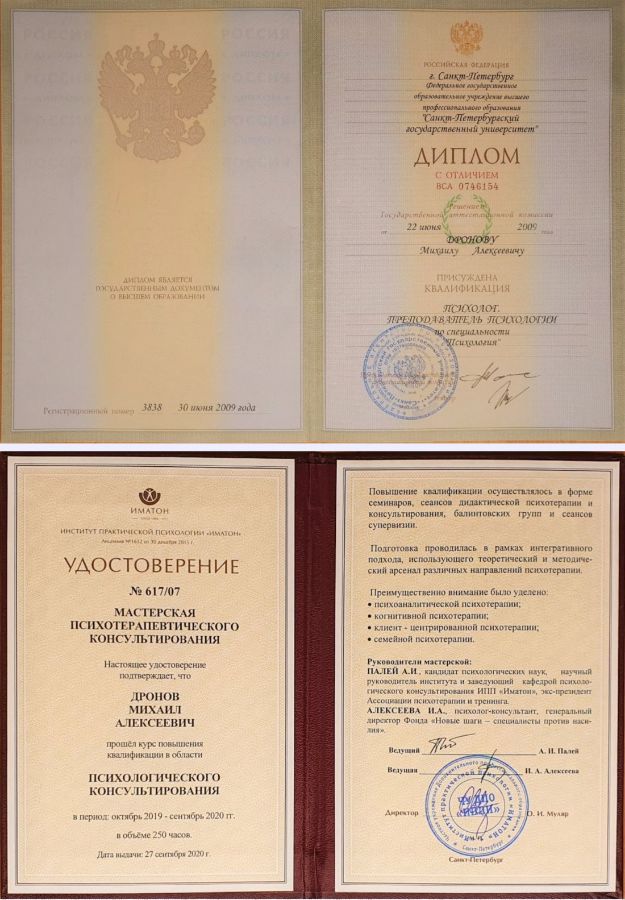 ДИПЛОМ ЯВЛЯЕТСЯ
ГОСУДАРСТВЕННЫМ ДОКУМЕНТОМ
О ВЫСШЕМ ОБРАЗОВАНИИ
Регистрационный номер 3838 30 июня 2009 года
РОССИЙСКАЯ ФЕДЕРАЦИЯ
г. Санкт-Петербург
Федеральное государственное
образовательное учреждение высшего
профессионального образования
"Санкт-Петербургский
государственный университет"
ДИПЛОМ
С ОТЛИЧИЕМ
ВСА 0746154
Решением
Государственной аттестационной комиссии
от 22 июня 2009 года
ДРОНОВУ
Михаилу Алексеевичу
ПРИСУЖДЕНА
КВАЛИФИКАЦИЯ
ПСИХОЛОГ.
ПРЕПОДАВАТЕЛЬ ПСИХОЛОГИИ
по специальности
"Психология"
ИМАТОН
ИНСТИТУТ ПРАКТИЧЕСКОЙ ПСИХОЛОГИИ «ИМАТОН»
Лицензия №1652 от 30 декабря 2015 г.
УДОСТОВЕРЕНИЕ
№ 617/07
МАСТЕРСКАЯ
ПСИХОТЕРАПЕВТИЧЕСКОГО
КОНСУЛЬТИРОВАНИЯ
Настоящее удостоверение
подтверждает, что
ДРОНОВ
МИХАИЛ
АЛЕКСЕЕВИЧ
прошёл курс повышения
квалификации в области
ПСИХОЛОГИЧЕСКОГО
КОНСУЛЬТИРОВАНИЯ
в период: октябрь 2019 - сентябрь 2020 гг.
в объёме 250 часов.
Дата выдачи: 27 сентября 2020 г.
Повышение квалификации осуществлялось в форме
семинаров, сеансов дидактической психотерапии и
консультирования, балинтовских групп и сеансов
супервизии.
Подготовка проводилась в рамках интегративного
подхода, использующего теоретический и методиче-
ский арсенал различных направлений психотерапии.
Преимущественно внимание было уделено:
• психоаналитической психотерапии;
• когнитивной психотерапии;
• клиент - центрированной психотерапии;
• семейной психотерапии.
Руководители мастерской:
ПАЛЕЙ А.И., кандидат психологических наук, научный
руководитель института и заведующий кафедрой психоло-
гического консультирования ИПП «Иматон», экс-президент
Ассоциации психотерапии и тренинга.
АЛЕКСЕЕВА И.А., психолог-консультант, генеральный
директор Фонда «Новые шаги – специалисты против наси-
лия».
Ведущий А. И. Палей
Ведущая И. А. Алексеева
Директор О. И. Муляр
ЧУ ДПО
Санкт-Петербург